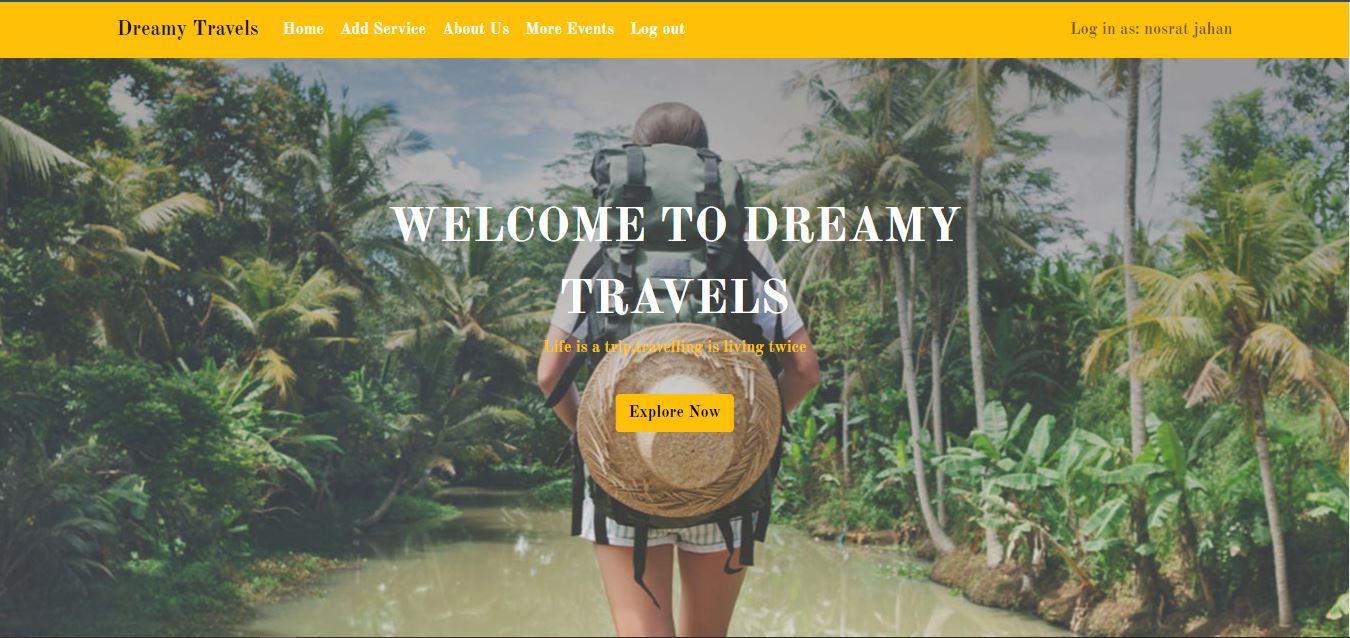 Dreamy Travels Home Add Service About Us More Events Log out Log in as: nosrat jahan
WELCOME TO DREAMY
TRAVELS
Life is a trip,travelling is living twice
Explore Now